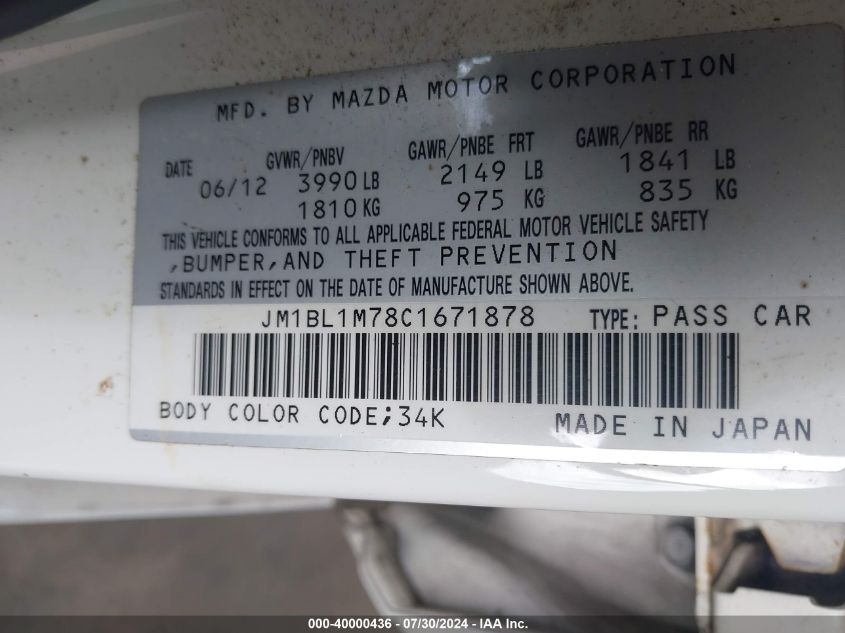 MFD. BY MAZDA MOTOR CORPORATION
DATE GVWR/PNBV GAWR/PNBE FRT GAWR/PNBE RR
06/12 3990 LB 2149 LB 1841 LB
1810 KG 975 KG 835 KG
THIS VEHICLE CONFORMS TO ALL APPLICABLE FEDERAL MOTOR VEHICLE SAFETY
,BUMPER,AND THEFT PREVENTION
STANDARDS IN EFFECT ON THE DATE OF MANUFACTURE SHOWN ABOVE.
JM1BL1M78C1671878 TYPE: PASS CAR
BODY COLOR CODE;34K MADE IN JAPAN
000-40000436 - 07/30/2024 - IAA Inc.